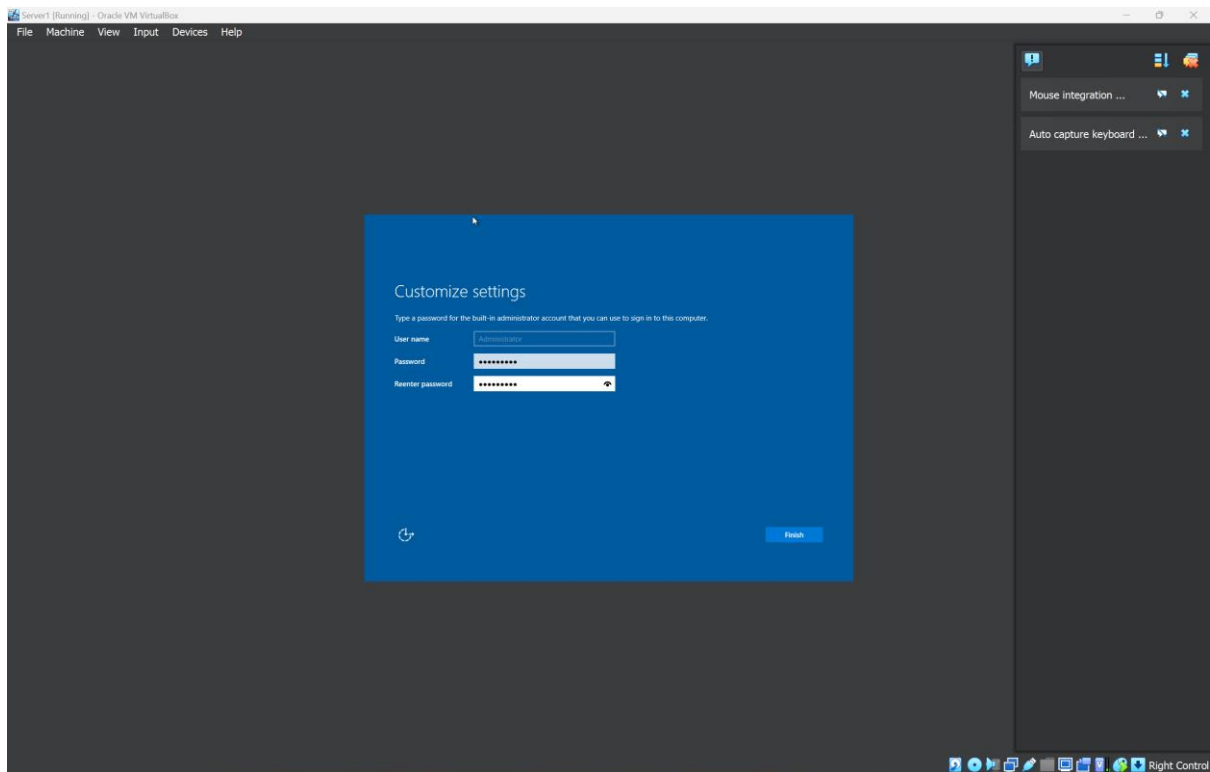 Server1 [Running] - Oracle VM VirtualBox
File Machine View Input Devices Help
Mouse integration ...
Auto capture keyboard ...
Customize settings
Type a password for the built-in administrator account that you can use to sign in to this computer.
User name Administrator
Password •••••••••
Reenter password •••••••••
Finish
Right Control